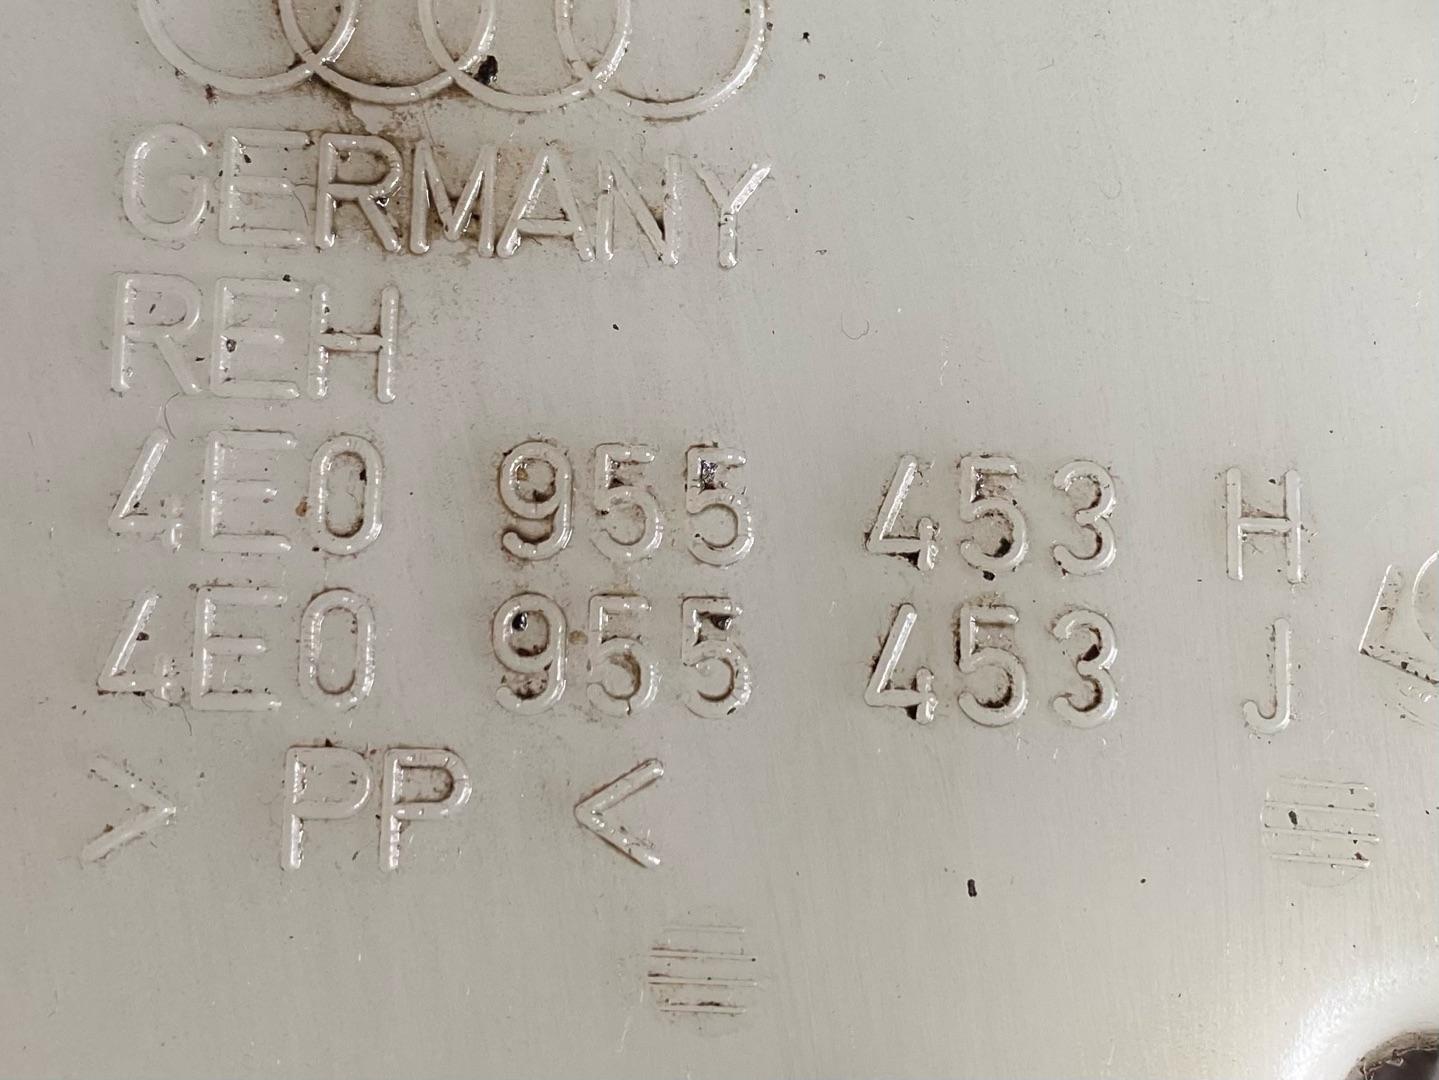 GERMANY
REH
4E0 955 453 H
4E0 955 453 J
> PP <